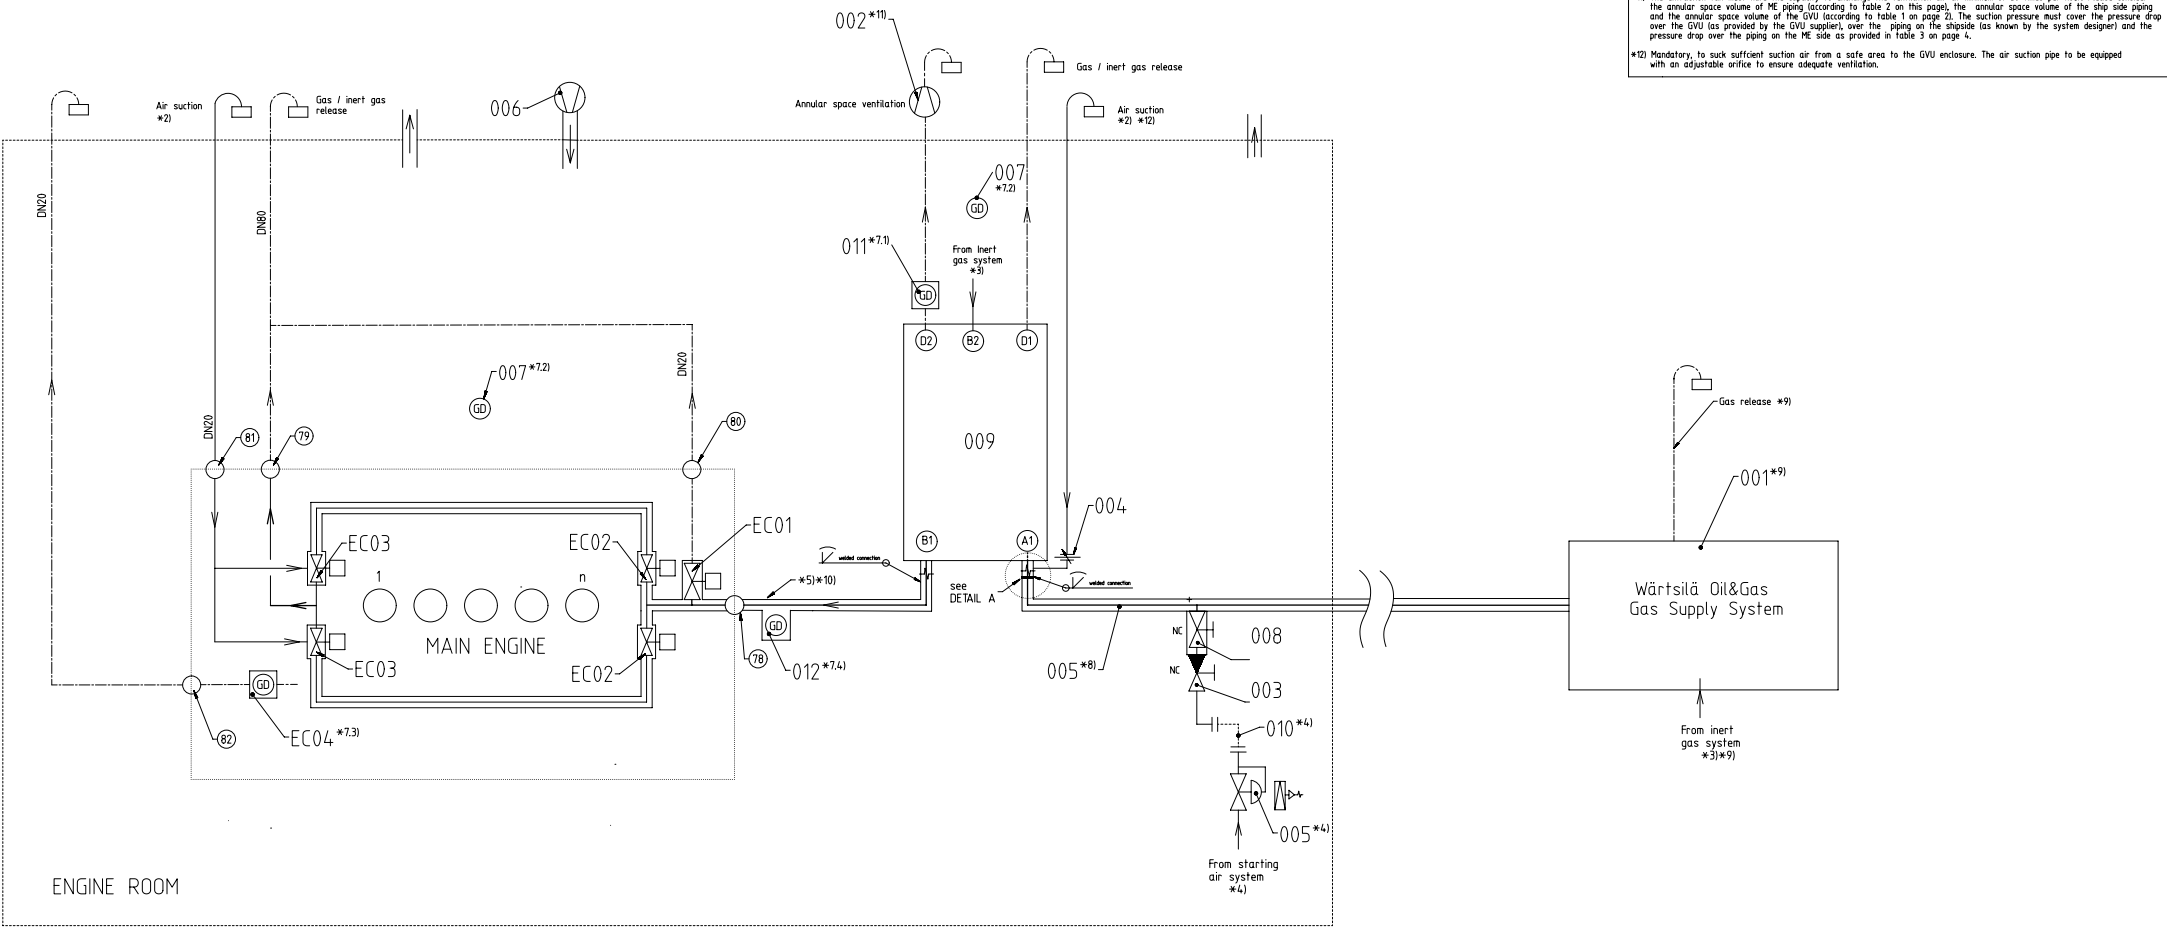 the annular space volume of ME piping (according to table 2 on this page), the annular space volume of the ship side piping
and the annular space volume of the GVU (according to table 1 on page 2). The suction pressure must cover the pressure drop
over the GVU (as provided by the GVU supplier), over the piping on the shipside (as known by the system designer) and the
pressure drop over the piping on the ME side as provided in table 3 on page 4.
*12) Mandatory, to suck suffcient suction air from a safe area to the GVU enclosure. The air suction pipe to be equipped
with an adjustable orifice to ensure adequate ventilation.
002 *11)
Gas / inert gas release
Air suction
*2)
Gas / inert gas
release
006
Annular space ventilation
Air suction
*2) *12)
DN20
DN80
007
*7.2)
GD
011 *7.1)
From Inert
gas system
*3)
GD
D2
B2
D1
DN20
007 *7.2)
GD
DN20
81
79
80
009
Gas release *9)
001 *9)
EC03
EC02
EC01
B1
A1
004
welded connection
welded connection
see
DETAIL A
1
n
*5)*10)
Wärtsilä Oil&Gas
Gas Supply System
MAIN ENGINE
GD
NC
008
EC03
EC02
78
012 *7.4)
005 *8)
NC
003
GD
82
EC04 *7.3)
010 *4)
From inert
gas system
*3)*9)
005 *4)
From starting
air system
*4)
ENGINE ROOM